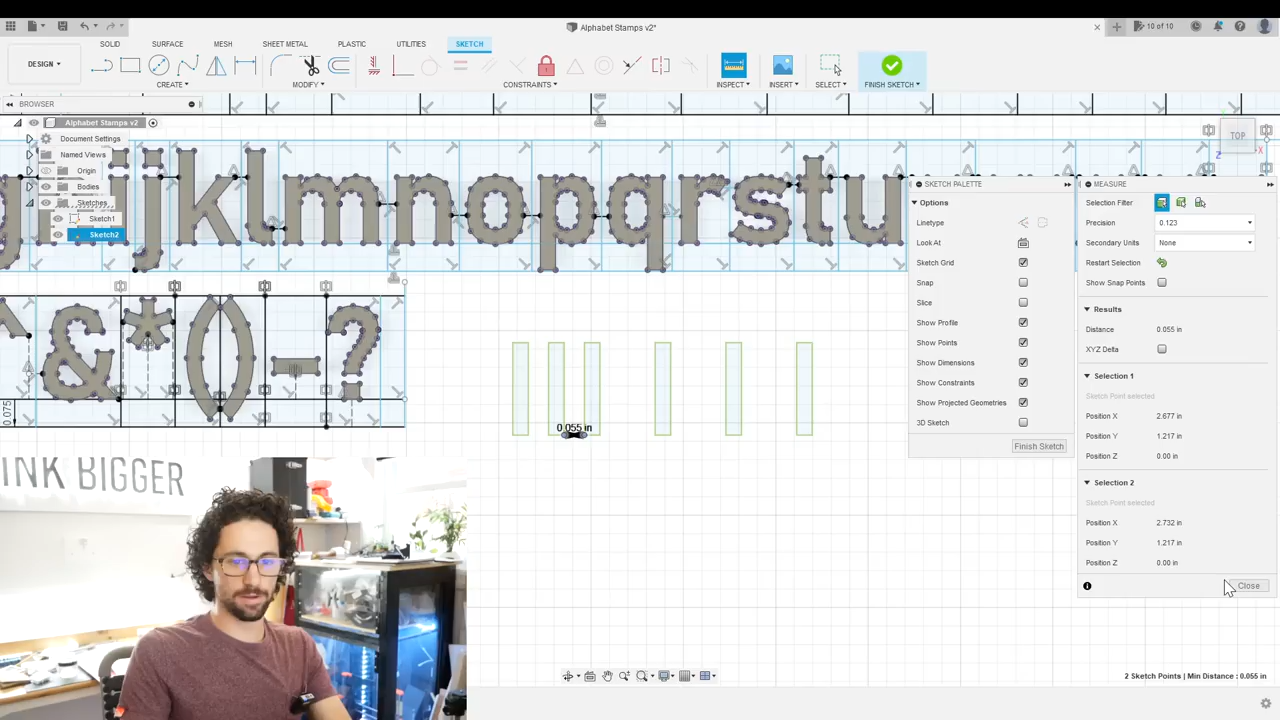 Alphabet Stamps v2*
10 of 10
SOLID SURFACE MESH SHEET METAL PLASTIC UTILITIES SKETCH
DESIGN
CREATE MODIFY CONSTRAINTS INSPECT INSERT SELECT FINISH SKETCH
BROWSER
Alphabet Stamps v2
Document Settings
Named Views
Origin
Bodies
Sketches
Sketch1
Sketch2
TOP
X
Z
jklmnopqrstu
&*()-?
0.075
0.055 in
SKETCH PALETTE
Options
Linetype
Look At
Sketch Grid
Snap
Slice
Show Profile
Show Points
Show Dimensions
Show Constraints
Show Projected Geometries
3D Sketch
Finish Sketch
MEASURE
Selection Filter
Precision 0.123
Secondary Units None
Restart Selection
Show Snap Points
Results
Distance 0.055 in
XYZ Delta
Selection 1
Sketch Point selected
Position X 2.677 in
Position Y 1.217 in
Position Z 0.00 in
Selection 2
Sketch Point selected
Position X 2.732 in
Position Y 1.217 in
Position Z 0.00 in
Close
INK BIGGER
2 Sketch Points | Min Distance : 0.055 in